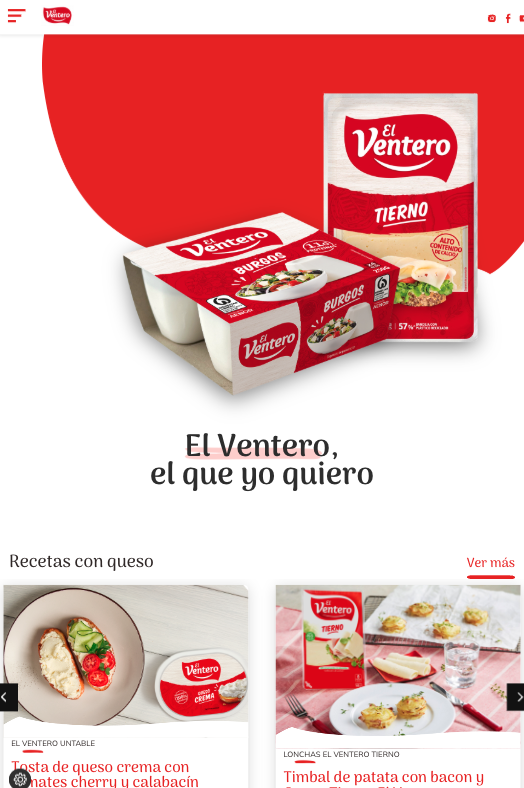 El
Ventero
El
Ventero
TIERNO
ALTO
CONTENIDO
DE CALCIO
57%
El
Ventero
BURGOS
BURGOS
El
Ventero
El Ventero,
el que yo quiero
Recetas con queso
Ver más
Ventero
TIERNO
Ventero
CREMA
EL VENTERO UNTABLE
LONCHAS EL VENTERO TIERNO
Tosta de queso crema con
tomates cherry y calabacín
Timbal de patata con bacon y